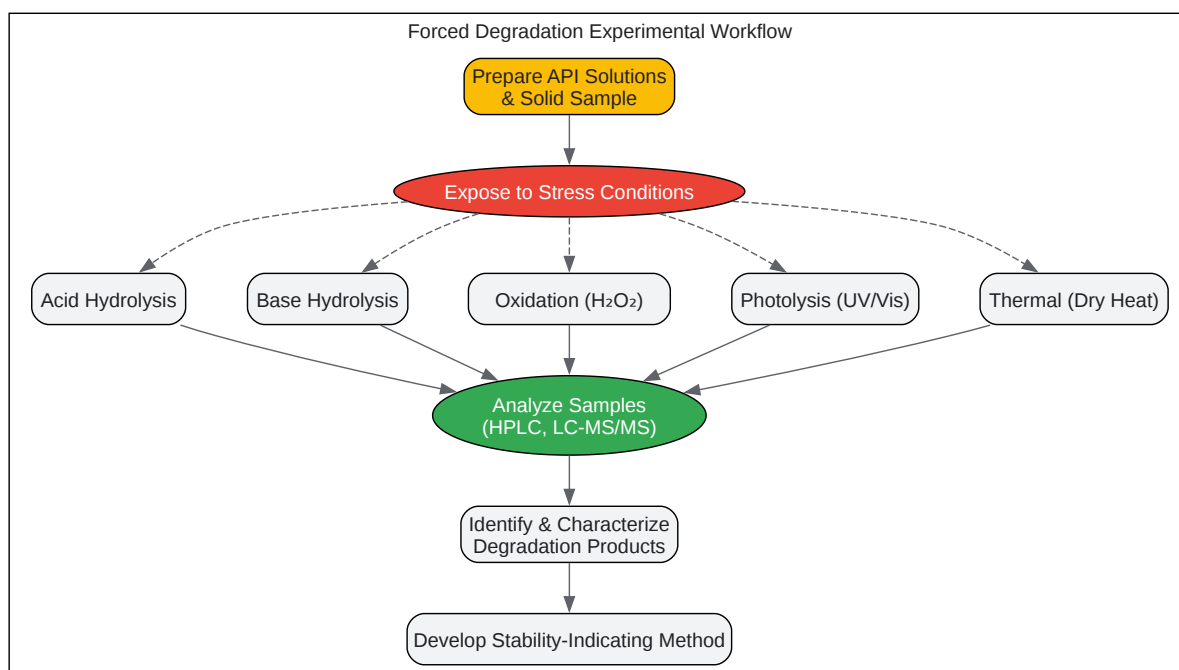 Forced Degradation Experimental Workflow
Prepare API Solutions
& Solid Sample
Expose to Stress Conditions
Acid Hydrolysis
Base Hydrolysis
Oxidation (H₂O₂)
Photolysis (UV/Vis)
Thermal (Dry Heat)
Analyze Samples
(HPLC, LC-MS/MS)
Identify & Characterize
Degradation Products
Develop Stability-Indicating Method